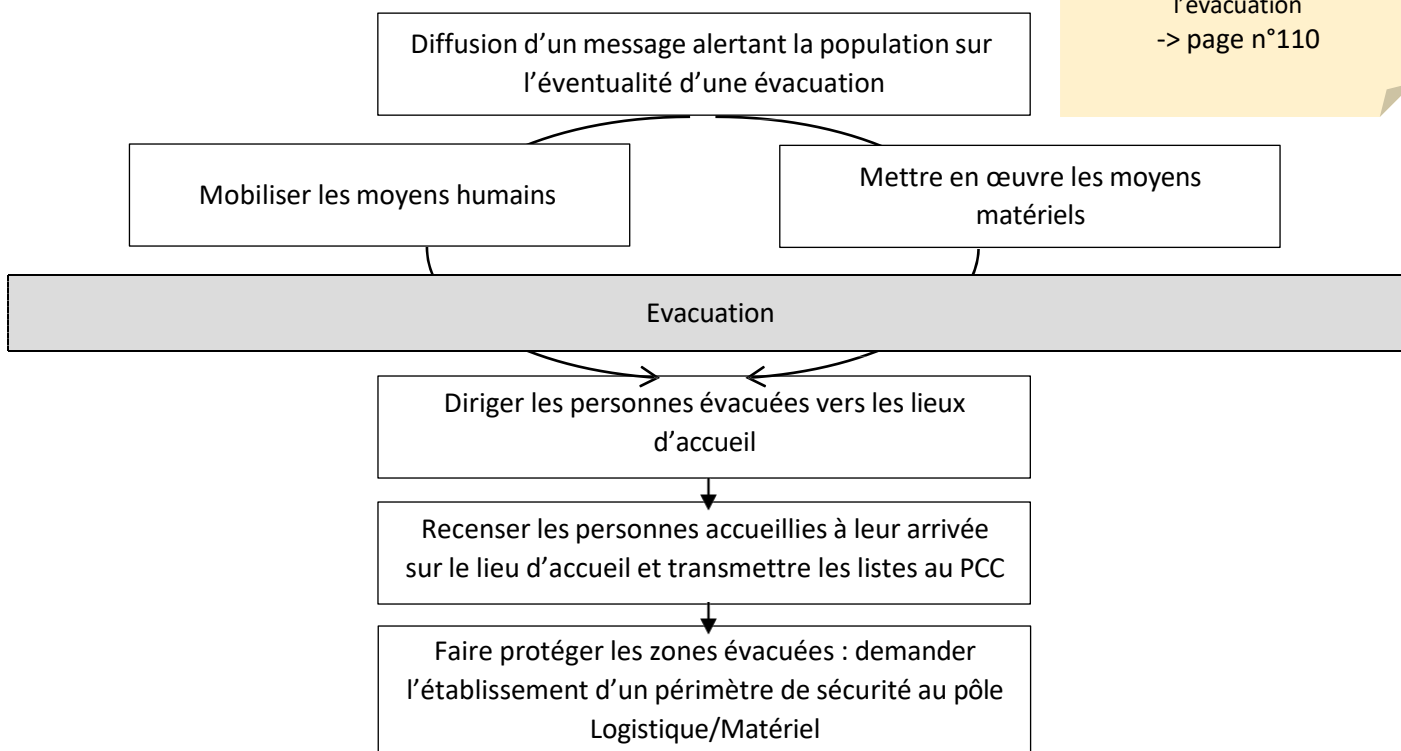 l'évacuation
-> page n°110
Diffusion d'un message alertant la population sur
l'éventualité d'une évacuation
Mobiliser les moyens humains
Mettre en œuvre les moyens
matériels
Evacuation
Diriger les personnes évacuées vers les lieux
d'accueil
Recenser les personnes accueillies à leur arrivée
sur le lieu d'accueil et transmettre les listes au PCC
Faire protéger les zones évacuées : demander
l'établissement d'un périmètre de sécurité au pôle
Logistique/Matériel